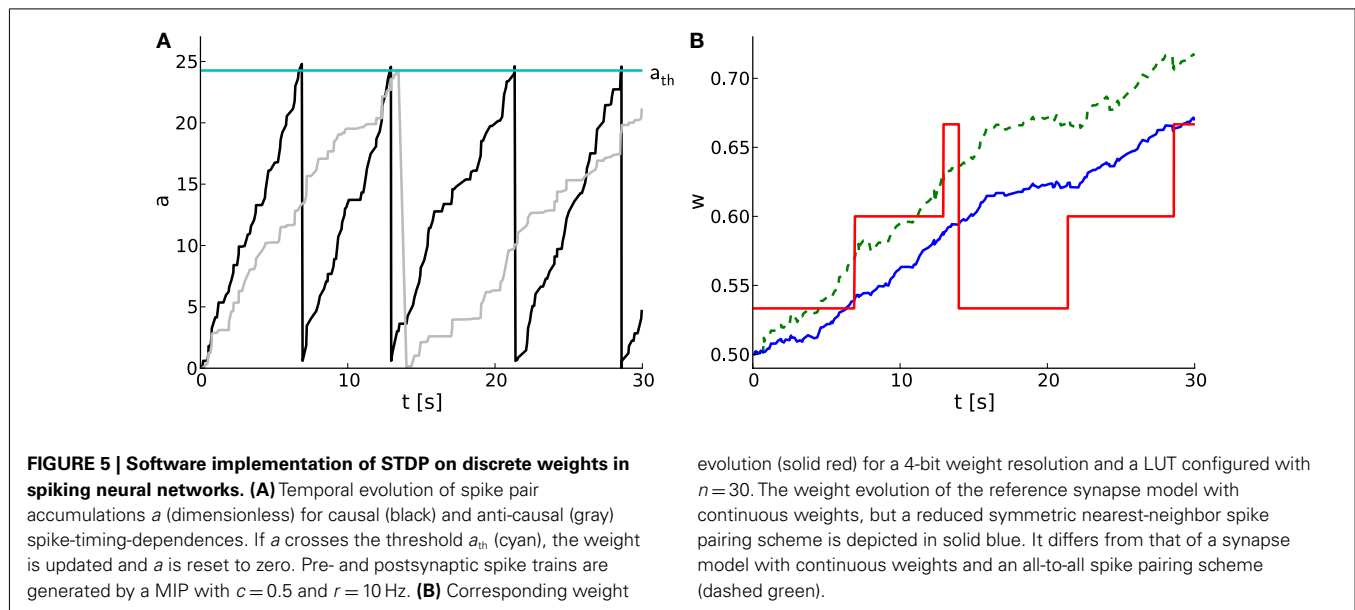 A
25
20
15
10
5
0
a
a_th
0
10
20
30
t [s]
B
0.70
0.65
0.60
0.55
0.50
w
0
10
20
30
t [s]
FIGURE 5 | Software implementation of STDP on discrete weights in
spiking neural networks. (A) Temporal evolution of spike pair
accumulations a (dimensionless) for causal (black) and anti-causal (gray)
spike-timing-dependences. If a crosses the threshold a_th (cyan), the weight
is updated and a is reset to zero. Pre- and postsynaptic spike trains are
generated by a MIP with c = 0.5 and r = 10 Hz. (B) Corresponding weight
evolution (solid red) for a 4-bit weight resolution and a LUT configured with
n = 30. The weight evolution of the reference synapse model with
continuous weights, but a reduced symmetric nearest-neighbor spike
pairing scheme is depicted in solid blue. It differs from that of a synapse
model with continuous weights and an all-to-all spike pairing scheme
(dashed green).